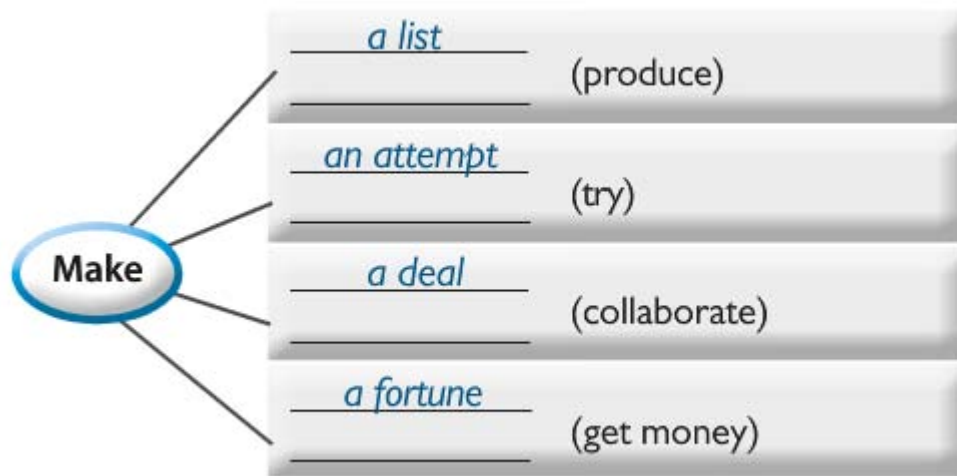 a list
(produce)
an attempt
(try)
Make
a deal
(collaborate)
a fortune
(get money)